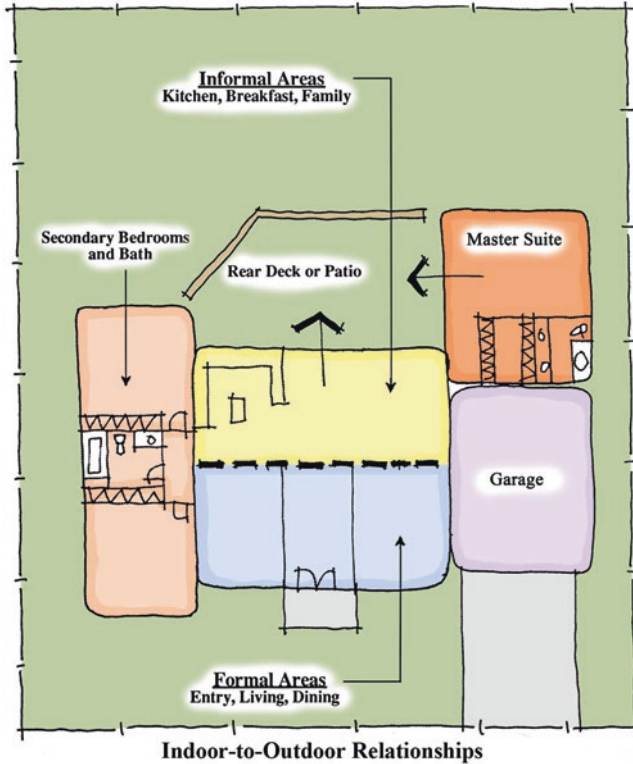 Informal Areas
Kitchen, Breakfast, Family
Secondary Bedrooms
and Bath
Master Suite
Rear Deck or Patio
Garage
Formal Areas
Entry, Living, Dining
Indoor-to-Outdoor Relationships